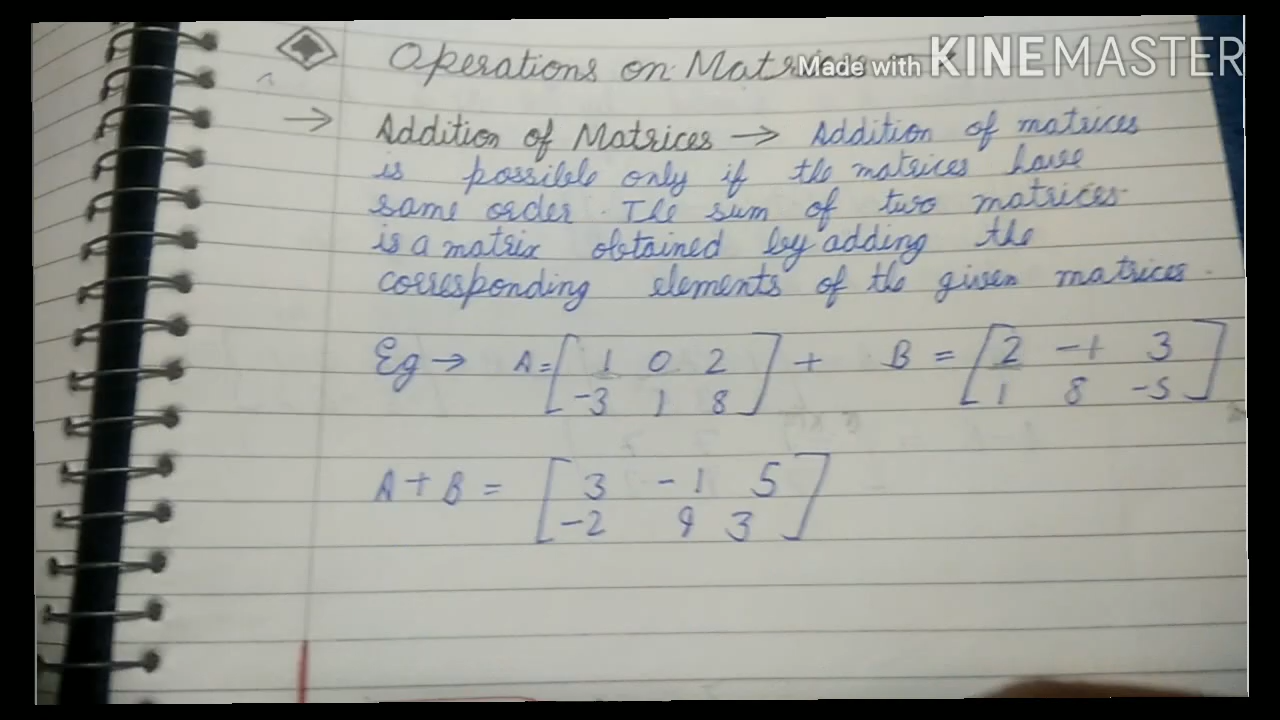 Operations on Mat
Made with KINEMASTER
→ Addition of Matrices → Addition of matrices
is possible only if the matrices have
same order. The sum of two matrices
is a matrix obtained by adding the
corresponding elements of the given matrices.
Eg → A = [ 1 0 2 ] + B = [ 2 -1 3 ]
-3 1 8 1 8 -5
A + B = [ 3 -1 5 ]
-2 9 3